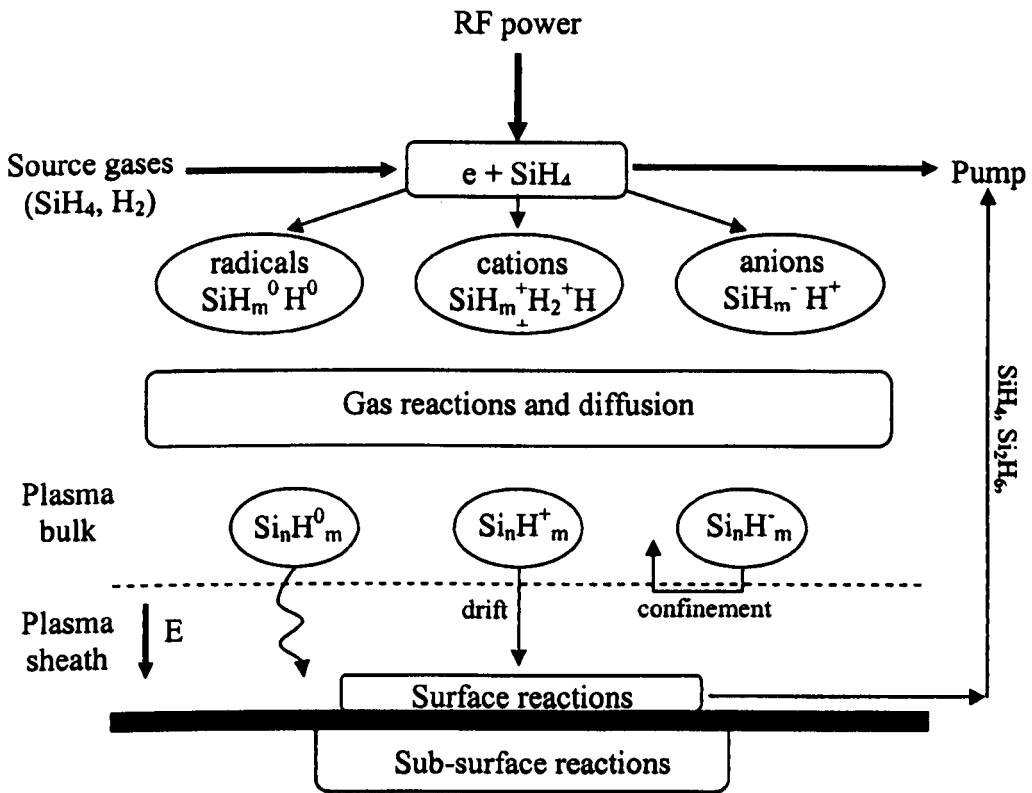 RF power
Source gases
(SiH₄, H₂)
e + SiH₄
Pump
radicals
SiHₘ⁰ H⁰
cations
SiHₘ⁺H₂⁺H
+
anions
SiHₘ⁻ H⁺
Gas reactions and diffusion
SiH₄, Si₂H₆,
Plasma
bulk
SiₙH⁰ₘ
SiₙH⁺ₘ
SiₙH⁻ₘ
drift
confinement
Plasma
sheath
E
Surface reactions
Sub-surface reactions